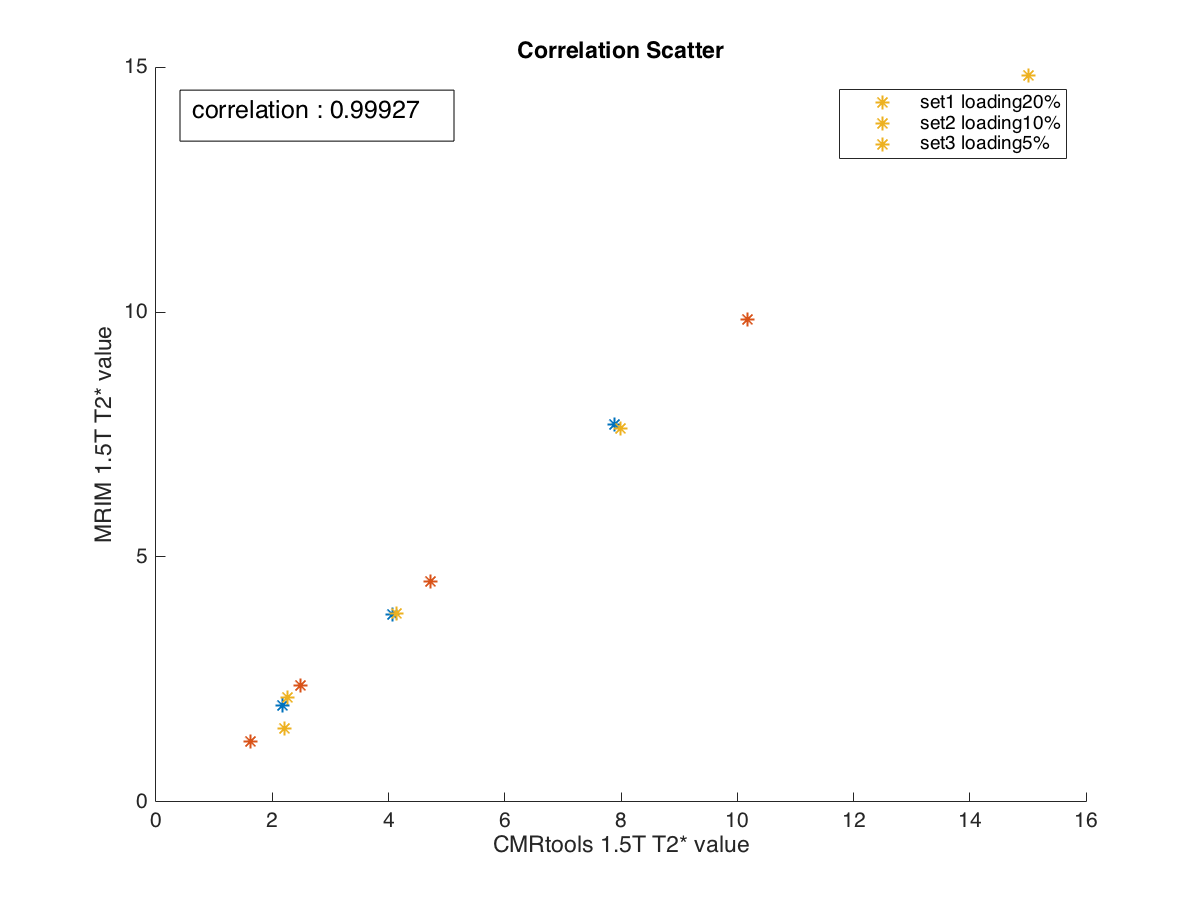 Correlation Scatter
correlation : 0.99927
set1 loading20%
set2 loading10%
set3 loading5%
15
10
5
0
MRIM 1.5T T2* value
0 2 4 6 8 10 12 14 16
CMRtools 1.5T T2* value